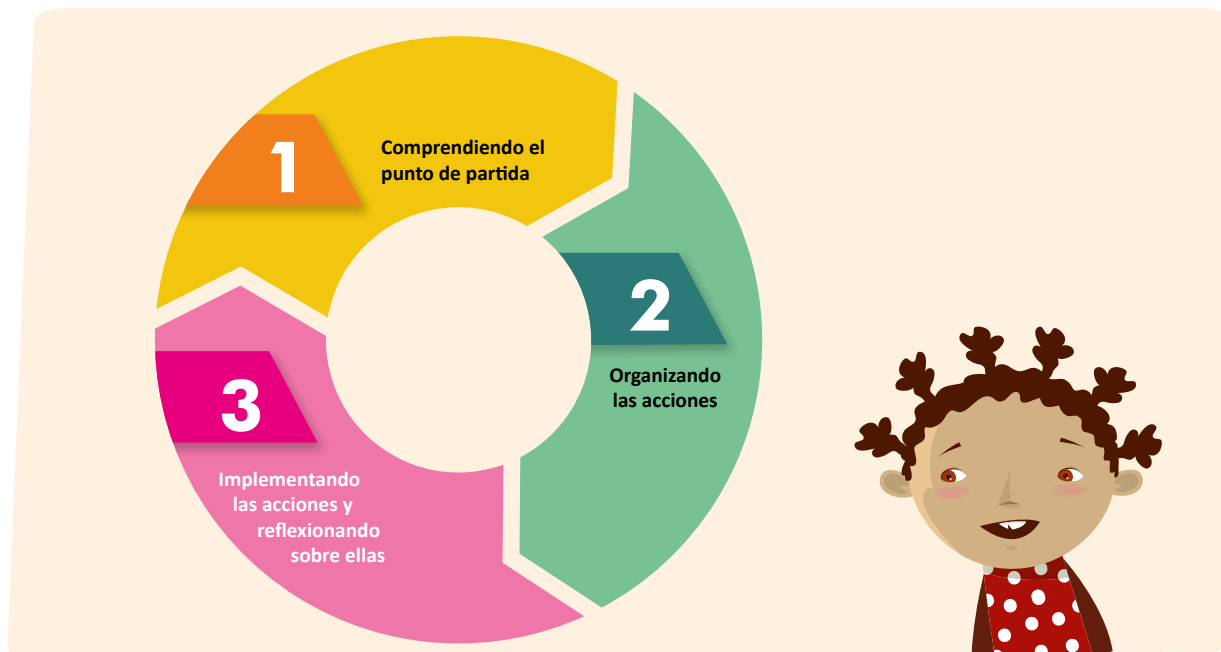 1
Comprendiendo el
punto de partida
2
Organizando
las acciones
3
Implementando
las acciones y
reflexionando
sobre ellas